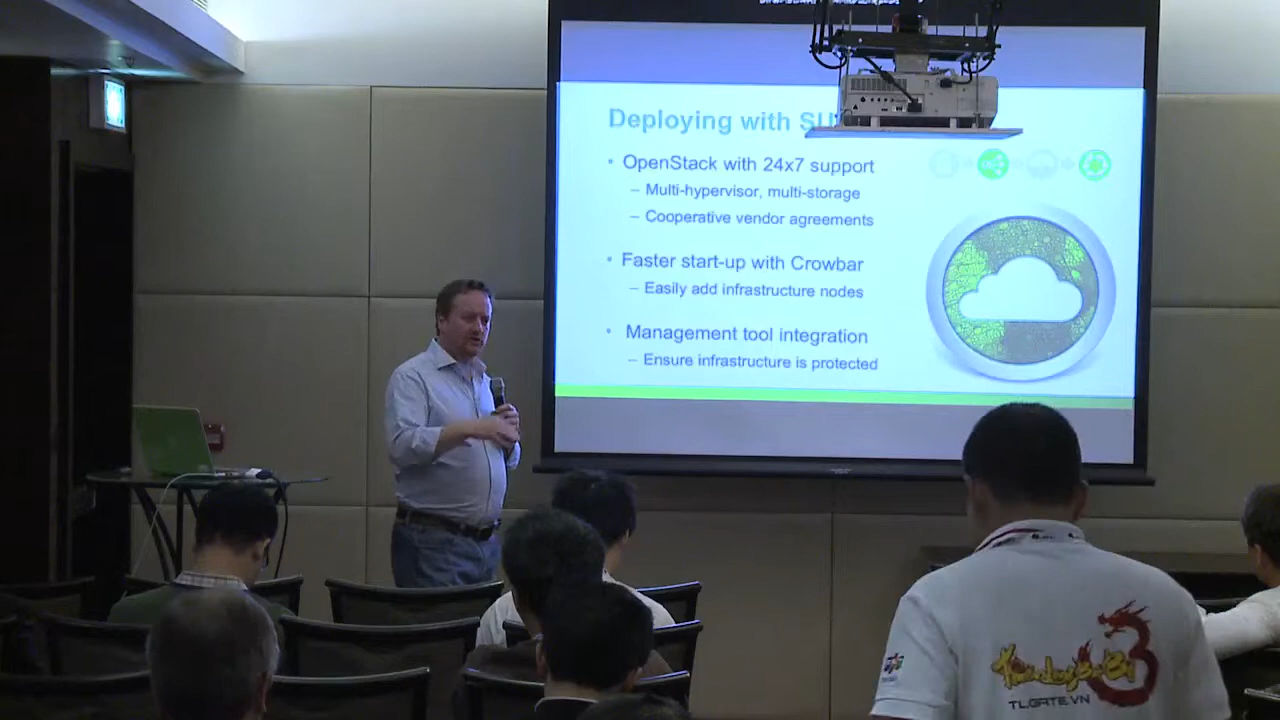 Deploying with SU
• OpenStack with 24x7 support
– Multi-hypervisor, multi-storage
– Cooperative vendor agreements
• Faster start-up with Crowbar
– Easily add infrastructure nodes
• Management tool integration
– Ensure infrastructure is protected
3
TLGATE.VN